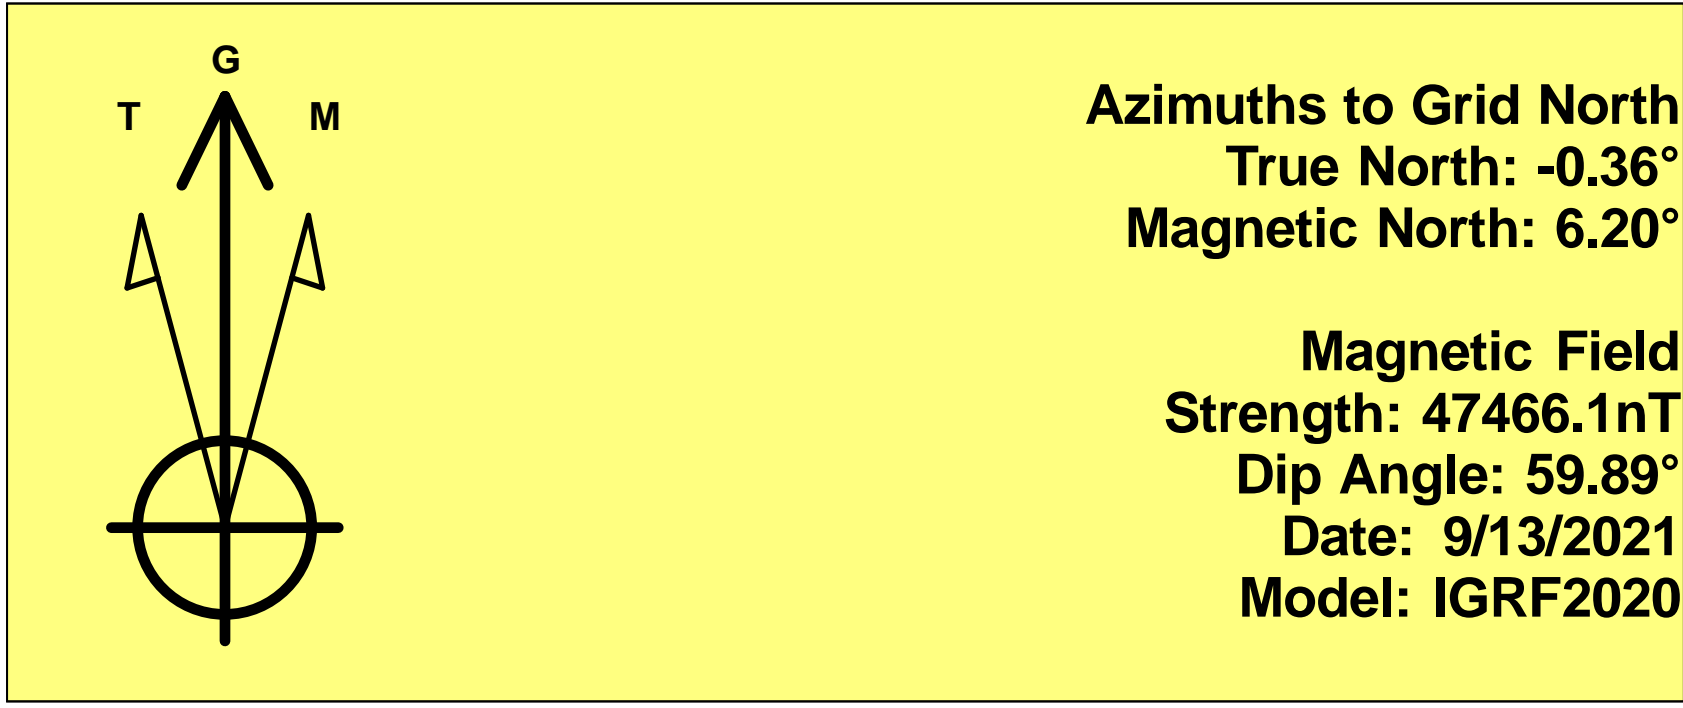 G
T
M
Azimuths to Grid North
True North: -0.36°
Magnetic North: 6.20°
Magnetic Field
Strength: 47466.1nT
Dip Angle: 59.89°
Date: 9/13/2021
Model: IGRF2020